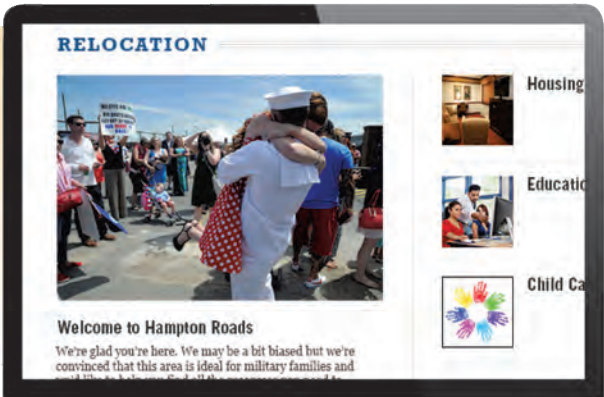 RELOCATION
Housing
Educatio
Child Ca
Welcome to Hampton Roads
We're glad you're here. We may be a bit biased but we're
convinced that this area is ideal for military families and